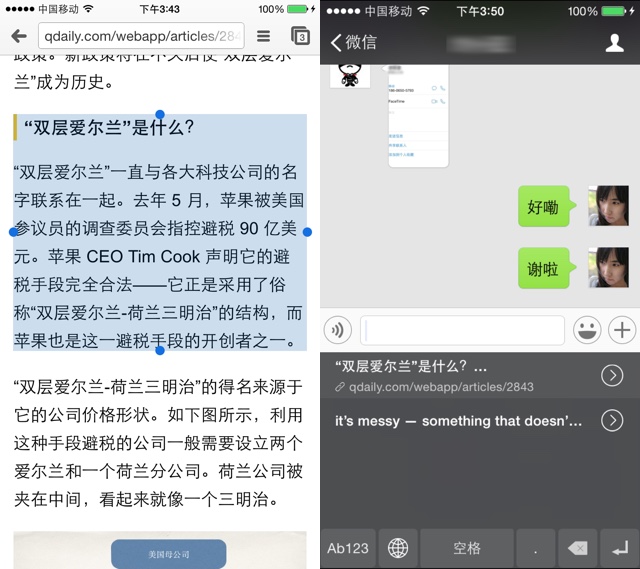 中国移动
下午3:43
100%
qdaily.com/webapp/articles/284
3
政策。新政策将在不久后使“双层爱尔
兰”成为历史。
“双层爱尔兰”是什么？
“双层爱尔兰”一直与各大科技公司的名
字联系在一起。去年 5 月，苹果被美国
参议员的调查委员会指控避税 90 亿美
元。苹果 CEO Tim Cook 声明它的避
税手段完全合法——它正是采用了俗
称“双层爱尔兰-荷兰三明治”的结构，而
苹果也是这一避税手段的开创者之一。
“双层爱尔兰-荷兰三明治”的得名来源于
它的公司价格形状。如下图所示，利用
这种手段避税的公司一般需要设立两个
爱尔兰和一个荷兰分公司。荷兰公司被
夹在中间，看起来就像一个三明治。
美国母公司
中国移动
下午3:50
100%
微信
FaceTime
好嘞
谢啦
“双层爱尔兰”是什么？...
qdaily.com/webapp/articles/2843
it’s messy — something that doesn’...
Ab123
空格
.